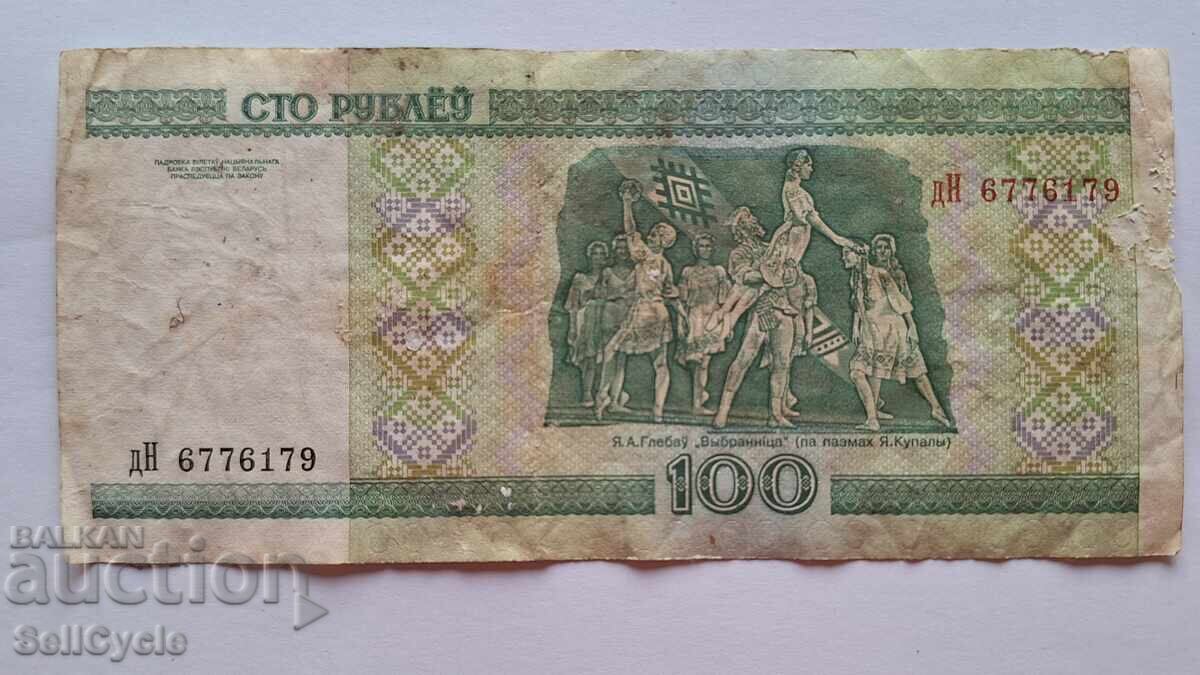 СТО РУБЛЁЎ
ПАДРОБКА БІЛЕТАЎ НАЦЫЯНАЛЬНАГА
БАНКА РЭСПУБЛІКІ БЕЛАРУСЬ
ПРАСЛЕДУЕЦЦА ПА ЗАКОНУ
дН 6776179
Я.А.Глебаў „Выбранніца" (па паэмах Я.Купалы)
дН 6776179
100
BALKAN
auction
SellCycle